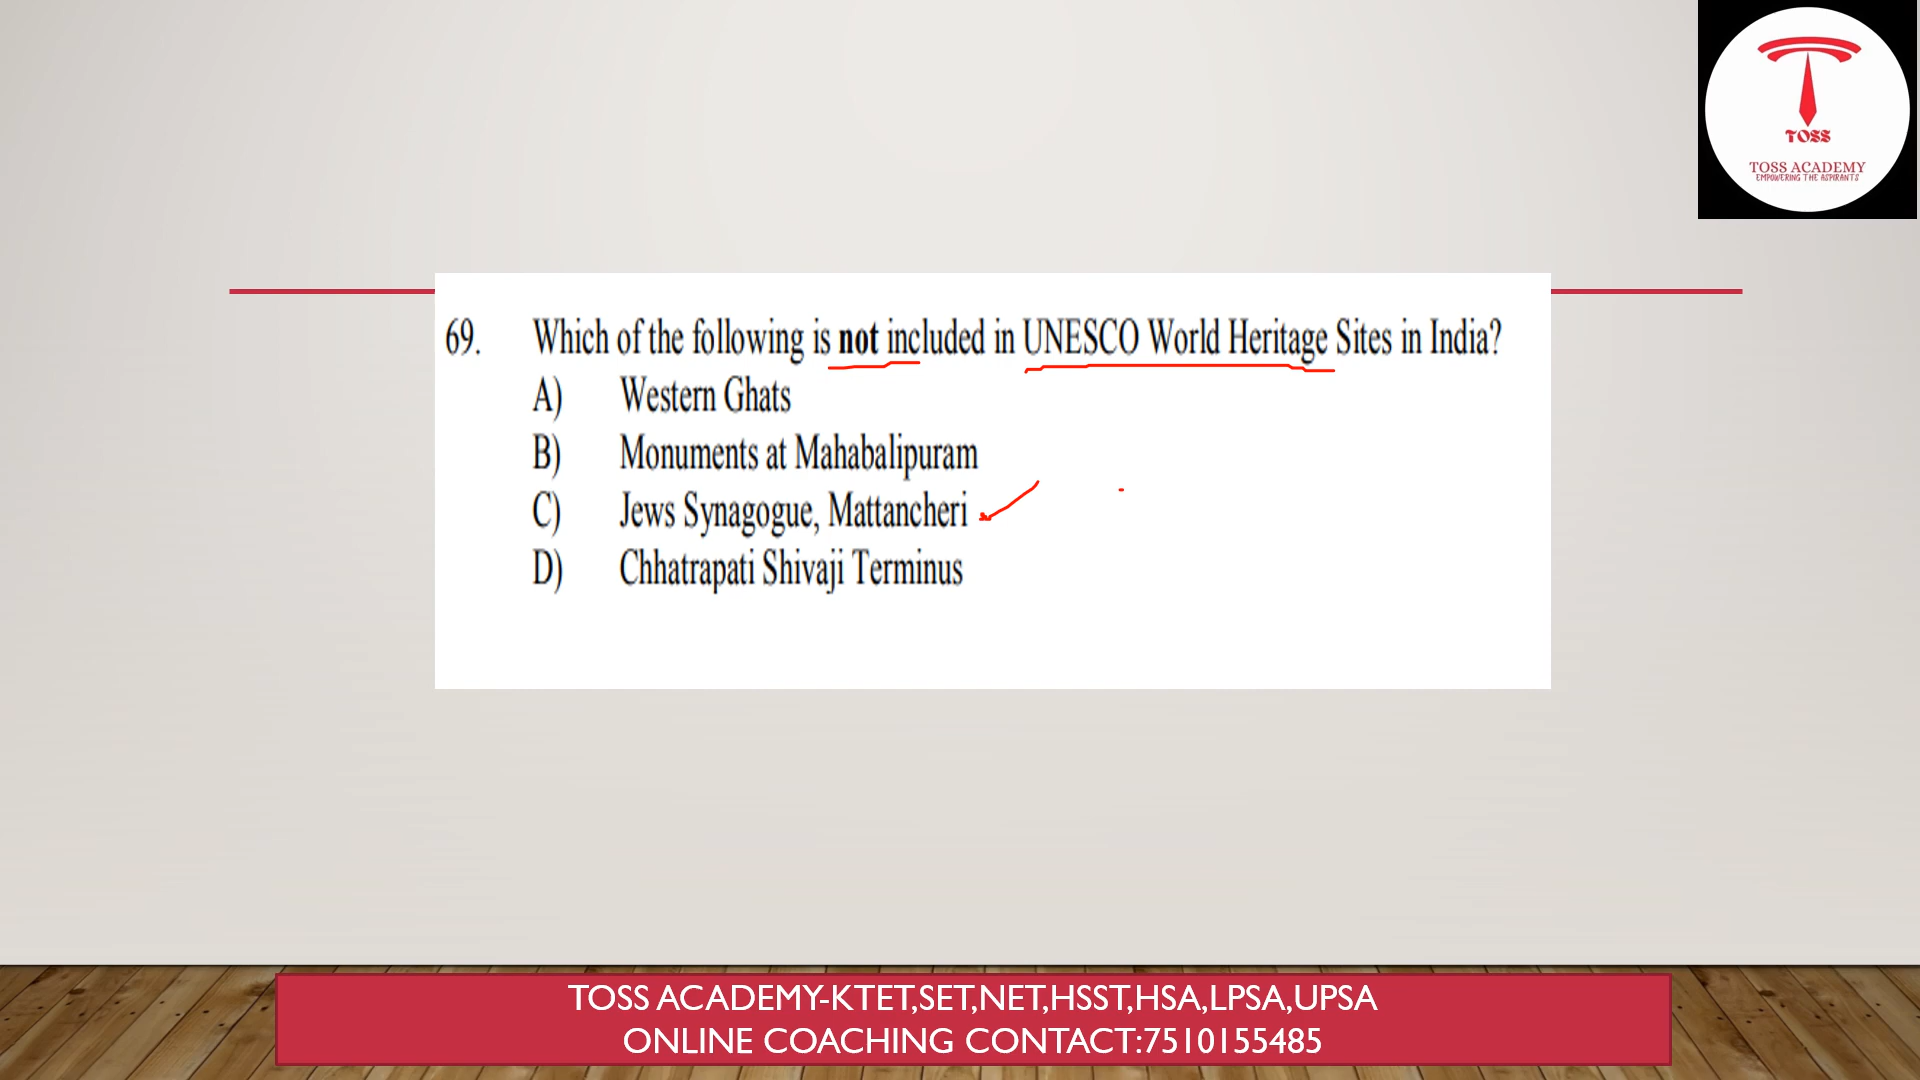 TOSS
TOSS ACADEMY
EMPOWERING THE ASPIRANTS
69. Which of the following is not included in UNESCO World Heritage Sites in India?
A) Western Ghats
B) Monuments at Mahabalipuram
C) Jews Synagogue, Mattancheri
D) Chhatrapati Shivaji Terminus
TOSS ACADEMY-KTET,SET,NET,HSST,HSA,LPSA,UPSA
ONLINE COACHING CONTACT:7510155485